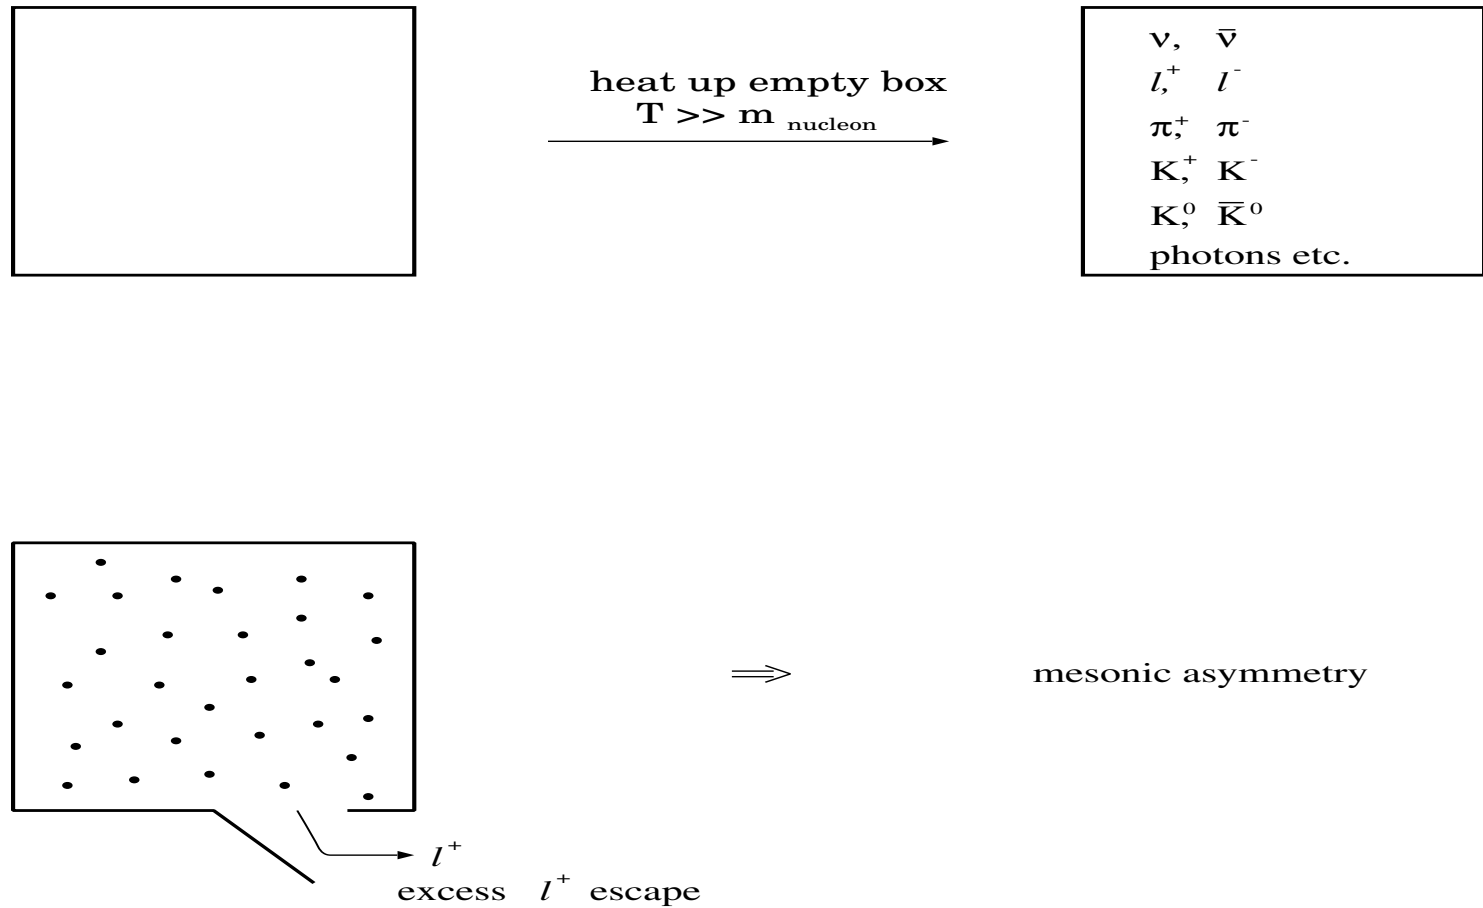 heat up empty box
T >> m nucleon
ν, ν̄
l,⁺ l⁻
π,⁺ π⁻
K,⁺ K⁻
K,⁰ K̄⁰
photons etc.
⇒ mesonic asymmetry
l⁺
excess l⁺ escape